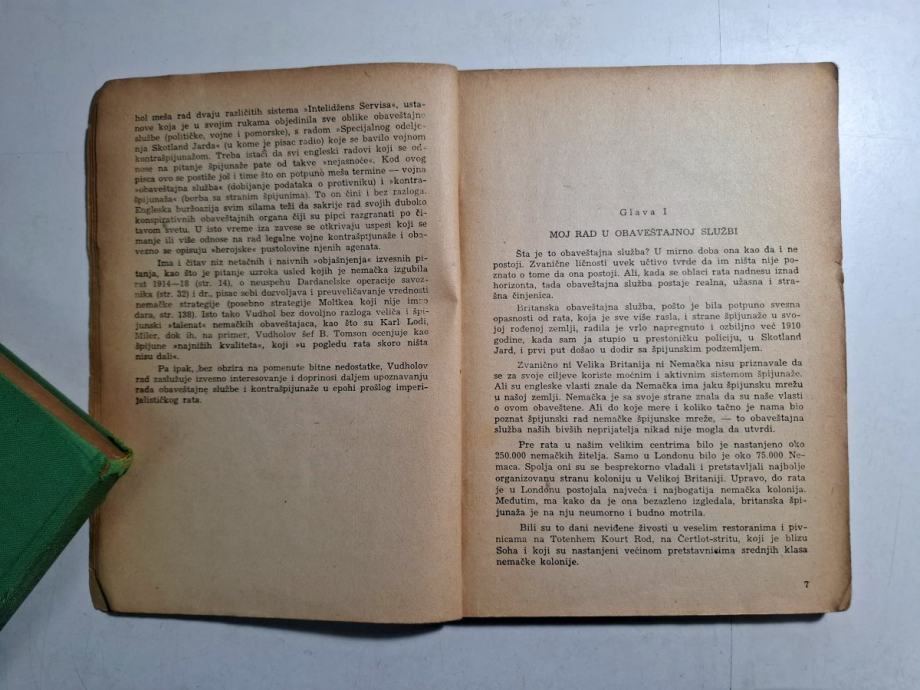 hol meša rad dvaju različitih sistema »Intelidžens Servisa«, usta-
nove koja je u svojim rukama objedinila sve oblike obaveštajne
službe (političke, vojne i pomorske), s radom »Specijalnog odelje-
nja Skotland Jarda« (u kome je pisac radio) koje se bavilo vojnom
kontrašpijunažom. Treba istaći da svi engleski radovi koji se od-
nose na pitanje špijunaže pate od takve »nejasnoće«. Kod ovog
pisca ovo se postiže još i time što on potpuno meša termine — vojna
»obaveštajna služba« (dobijanje podataka o protivniku) i »kontra-
špijunaža« (borba sa stranim špijunima). To on čini i bez razloga.
Engleska buržoazija svim silama teži da sakrije rad svojih duboko
konspirativnih obaveštajnih organa čiji su pipci razgranati po či-
tavom svetu. U isto vreme iza zavese se otkrivaju uspesi koji se
manje ili više odnose na rad legalne vojne kontrašpijunaže i oba-
vezno se opisuju »herojske« pustolovine njenih agenata.
Ima i čitav niz netačnih i naivnih »objašnjenja« izvesnih pi-
tanja, kao što je pitanje uzroka usled kojih je nemačka izgubila
rat 1914—18 (str. 14), o neuspehu Dardanelske operacije savoz-
nika (str. 32) i dr., pisac sebi dozvoljava i preuveličavanje vrednosti
nemačke strategije (posebno strategije Moltkea koji nije imao
dara, str. 138). Isto tako Vudhol bez dovoljno razloga veliča i špi-
junski »talenat« nemačkih obaveštajaca, kao što su Karl Lodi,
Miler, dok ih, na primer, Vudholov šef B. Tomson ocenjuje kao
špijune »najnižih kvaliteta«, koji »u pogledu rata skoro ništa
nisu dali«.
Pa ipak, bez obzira na pomenute bitne nedostatke, Vudholov
rad zaslužuje izvesno interesovanje i doprinosi daljem upoznavanju
rada obaveštajne službe i kontrašpijunaže u epohi prošlog imperi-
jalističkog rata.
Glava I
MOJ RAD U OBAVEŠTAJNOJ SLUŽBI
Šta je to obaveštajna služba? U mirno doba ona kao da i ne
postoji. Zvanične ličnosti uvek učtivo tvrde da im ništa nije poz-
nato o tome da ona postoji. Ali, kada se oblaci rata nadnesu iznad
horizonta, tada obaveštajna služba postaje realna, užasna i stra-
šna činjenica.
Britanska obaveštajna služba, pošto je bila potpuno svesna
opasnosti od rata, koja je sve više rasla, i strane špijunaže u svo-
joj rođenoj zemlji, radila je vrlo napregnuto i ozbiljno već 1910
godine, kada sam ja stupio u prestoničku policiju, u Skotland
Jard, i prvi put došao u dodir sa špijunskim podzemljem.
Zvanično ni Velika Britanija ni Nemačka nisu priznavale da
se za svoje ciljeve koriste moćnim i aktivnim sistemom špijunaže.
Ali su engleske vlasti znale da Nemačka ima jaku špijunsku mrežu
u našoj zemlji. Nemačka je sa svoje strane znala da su naše vlasti
o ovom obaveštene. Ali do koje mere i koliko tačno je nama bio
poznat špijunski rad nemačke špijunske mreže, — to obaveštajna
služba naših bivših neprijatelja nikad nije mogla da utvrdi.
Pre rata u našim velikim centrima bilo je nastanjeno oko
250.000 nemačkih žitelja. Samo u Londonu bilo je oko 75.000 Ne-
maca. Spolja oni su se besprekorno vladali i pretstavljali najbolje
organizovanu stranu koloniju u Velikoj Britaniji. Upravo, do rata
je u Londonu postojala najveća i najbogatija nemačka kolonija.
Međutim, ma kako da je ona bezazleno izgledala, britanska špi-
junaža je na nju neumorno i budno motrila.
Bili su to dani neviđene živosti u veselim restoranima i piv-
nicama na Totenhem Kourt Rod, na Čertlot-stritu, koji je blizu
Soha i koji su nastanjeni većinom pretstavnicima srednjih klasa
nemačke kolonije.
7